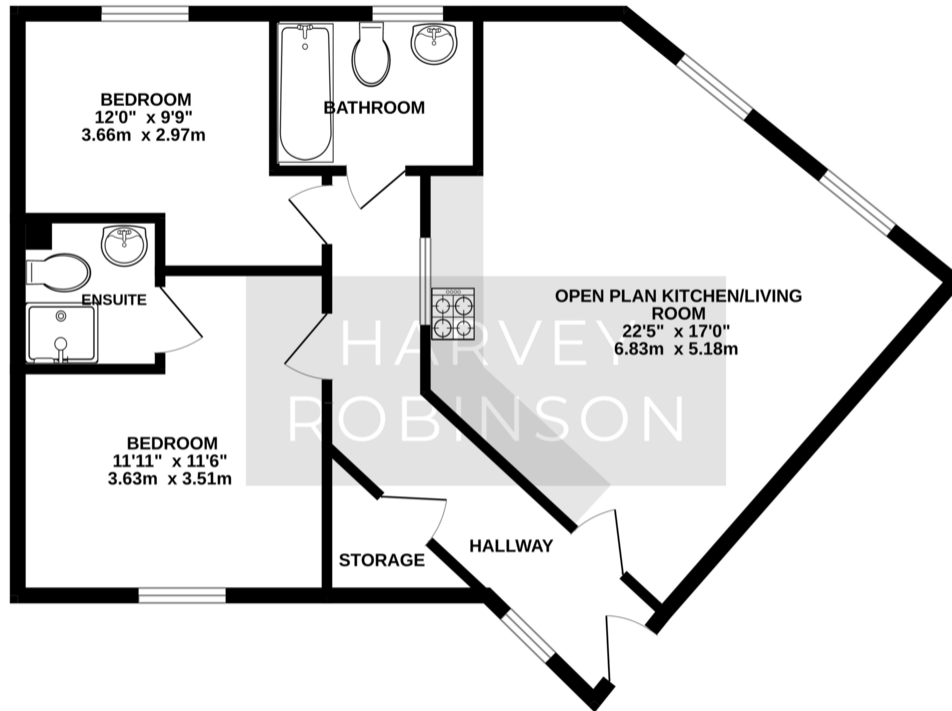 BEDROOM
12'0" x 9'9"
3.66m x 2.97m
BATHROOM
ENSUITE
OPEN PLAN KITCHEN/LIVING
ROOM
22'5" x 17'0"
6.83m x 5.18m
HARVEY
ROBINSON
BEDROOM
11'11" x 11'6"
3.63m x 3.51m
STORAGE
HALLWAY